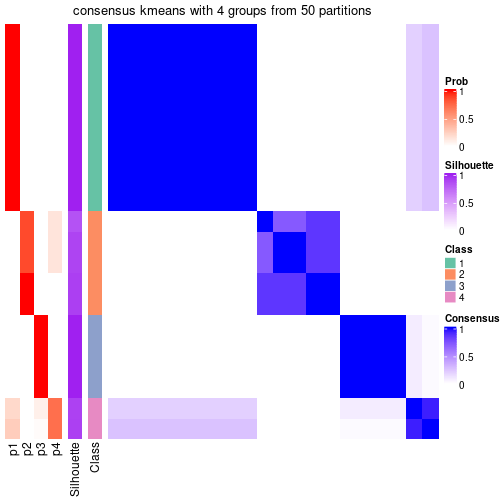 consensus kmeans with 4 groups from 50 partitions
Prob
1
0.5
0
Silhouette
1
0.5
0
Class
1
2
3
4
Consensus
1
0.5
0
p1
p2
p3
p4
Silhouette
Class